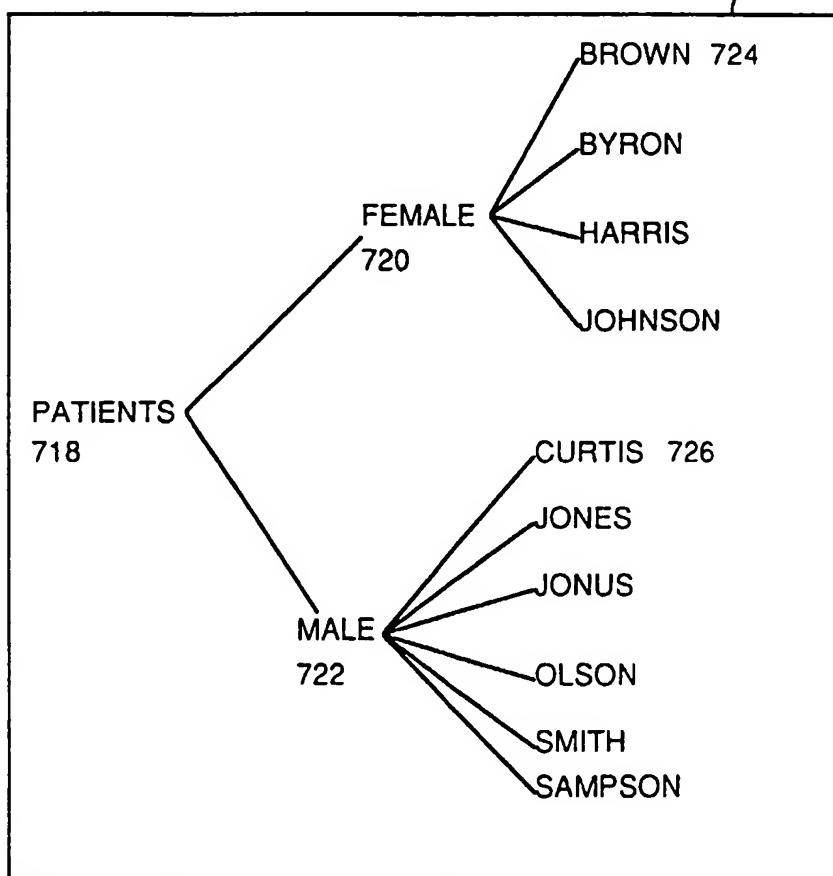 BROWN 724
BYRON
FEMALE
720
HARRIS
JOHNSON
PATIENTS
718
CURTIS 726
JONES
JONUS
MALE
722
OLSON
SMITH
SAMPSON